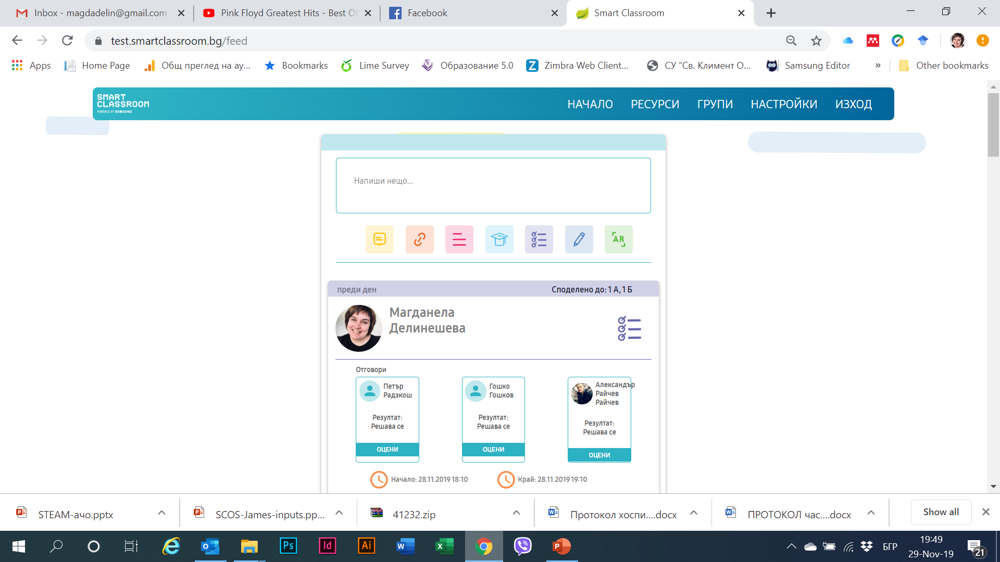 Inbox - magdadelin@gmail.com
Pink Floyd Greatest Hits - Best Of
Facebook
Smart Classroom
test.smartclassroom.bg/feed
Apps
Home Page
Общ преглед на ау...
Bookmarks
Lime Survey
Образование 5.0
Zimbra Web Client...
СУ "Св. Климент О...
Samsung Editor
»
Other bookmarks
SMART
CLASSROOM
POWERED BY SAMSUNG
НАЧАЛО
РЕСУРСИ
ГРУПИ
НАСТРОЙКИ
ИЗХОД
Напиши нещо...
AR
преди ден
Споделено до: 1 А, 1 Б
Магданела
Делинешева
Отговори
Петър
Радзкош
Резултат:
Решава се
ОЦЕНИ
Гошко
Гошков
Резултат:
Решава се
ОЦЕНИ
Александър
Райчев
Райчев
Резултат:
Решава се
ОЦЕНИ
Начало: 28.11.2019 18:10
Край: 28.11.2019 19:10
STEAM-ачо.pptx
SCOS-James-inputs.pp...
41232.zip
Протокол хоспи....docx
ПРОТОКОЛ час....docx
Show all
Ps
Id
Ai
БГР
19:49
29-Nov-19
21